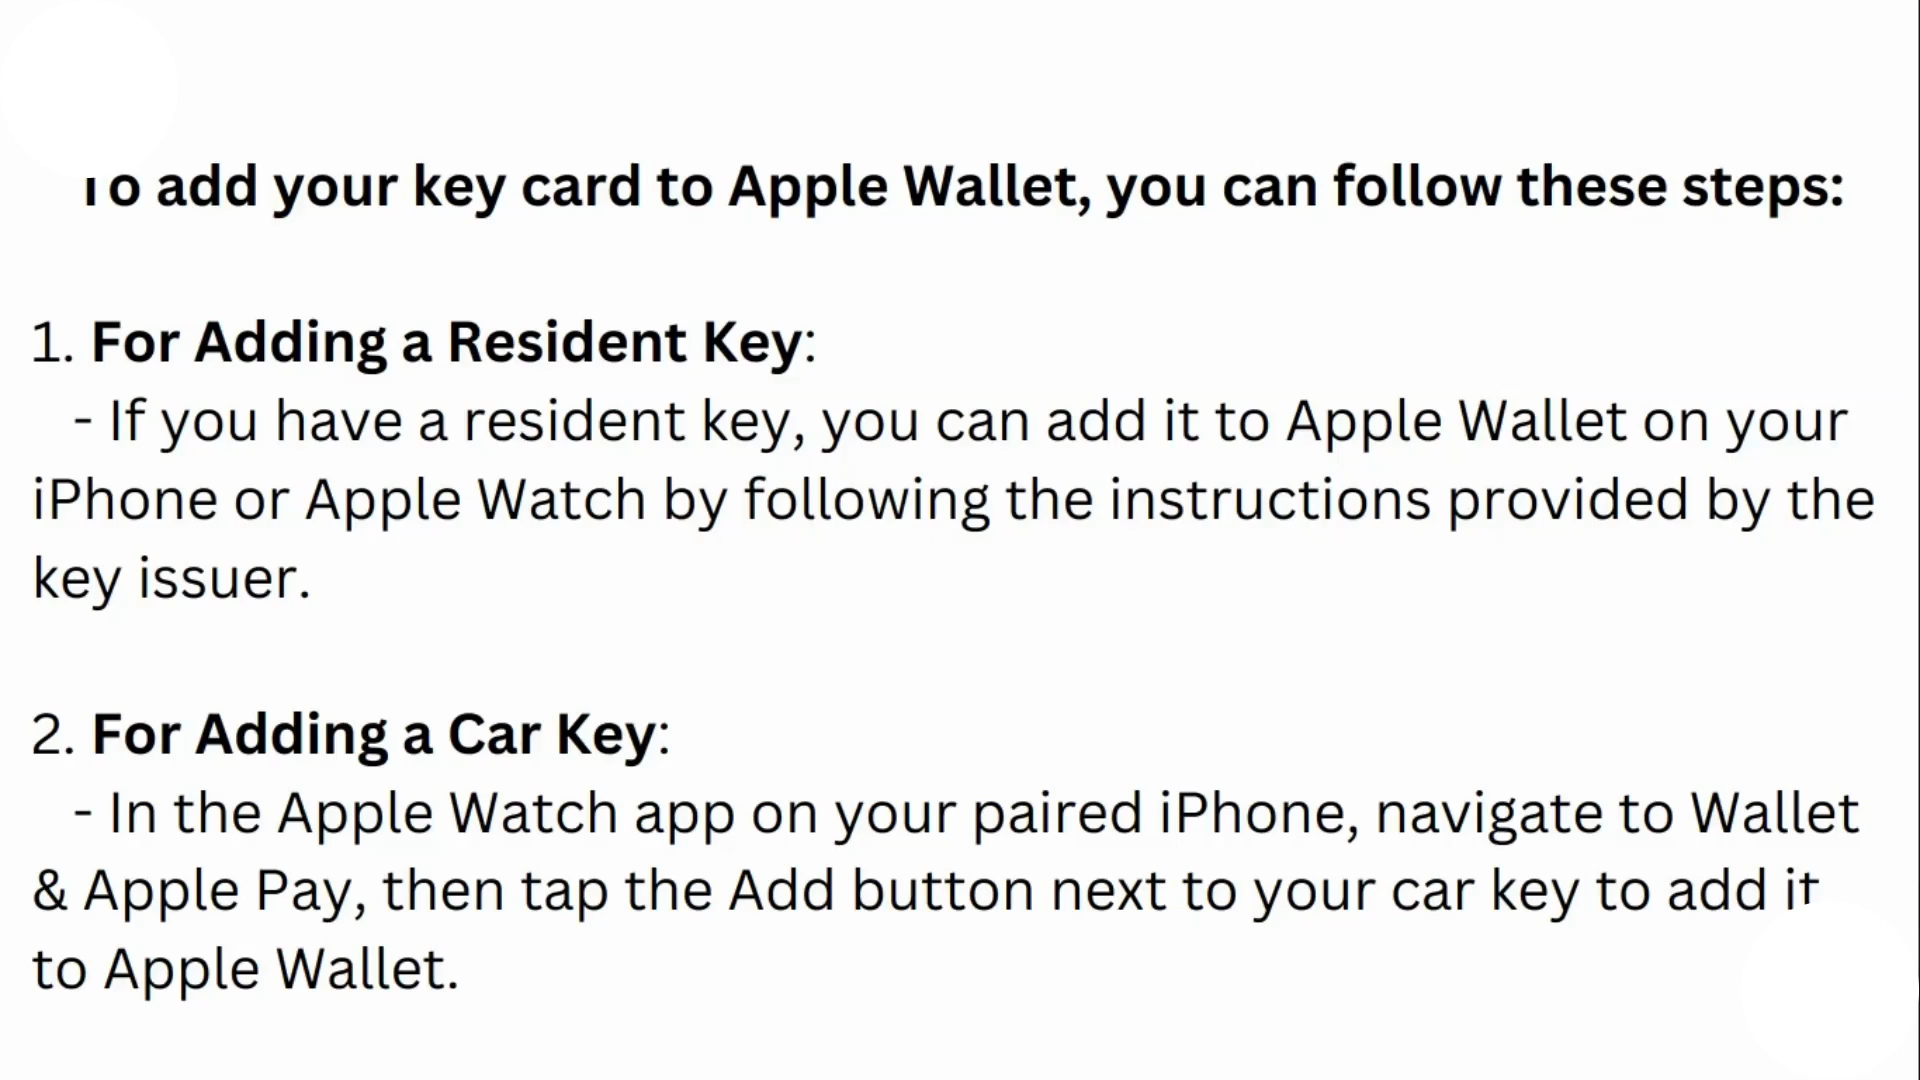 To add your key card to Apple Wallet, you can follow these steps:
1. For Adding a Resident Key:
- If you have a resident key, you can add it to Apple Wallet on your
iPhone or Apple Watch by following the instructions provided by the
key issuer.
2. For Adding a Car Key:
- In the Apple Watch app on your paired iPhone, navigate to Wallet
& Apple Pay, then tap the Add button next to your car key to add it
to Apple Wallet.